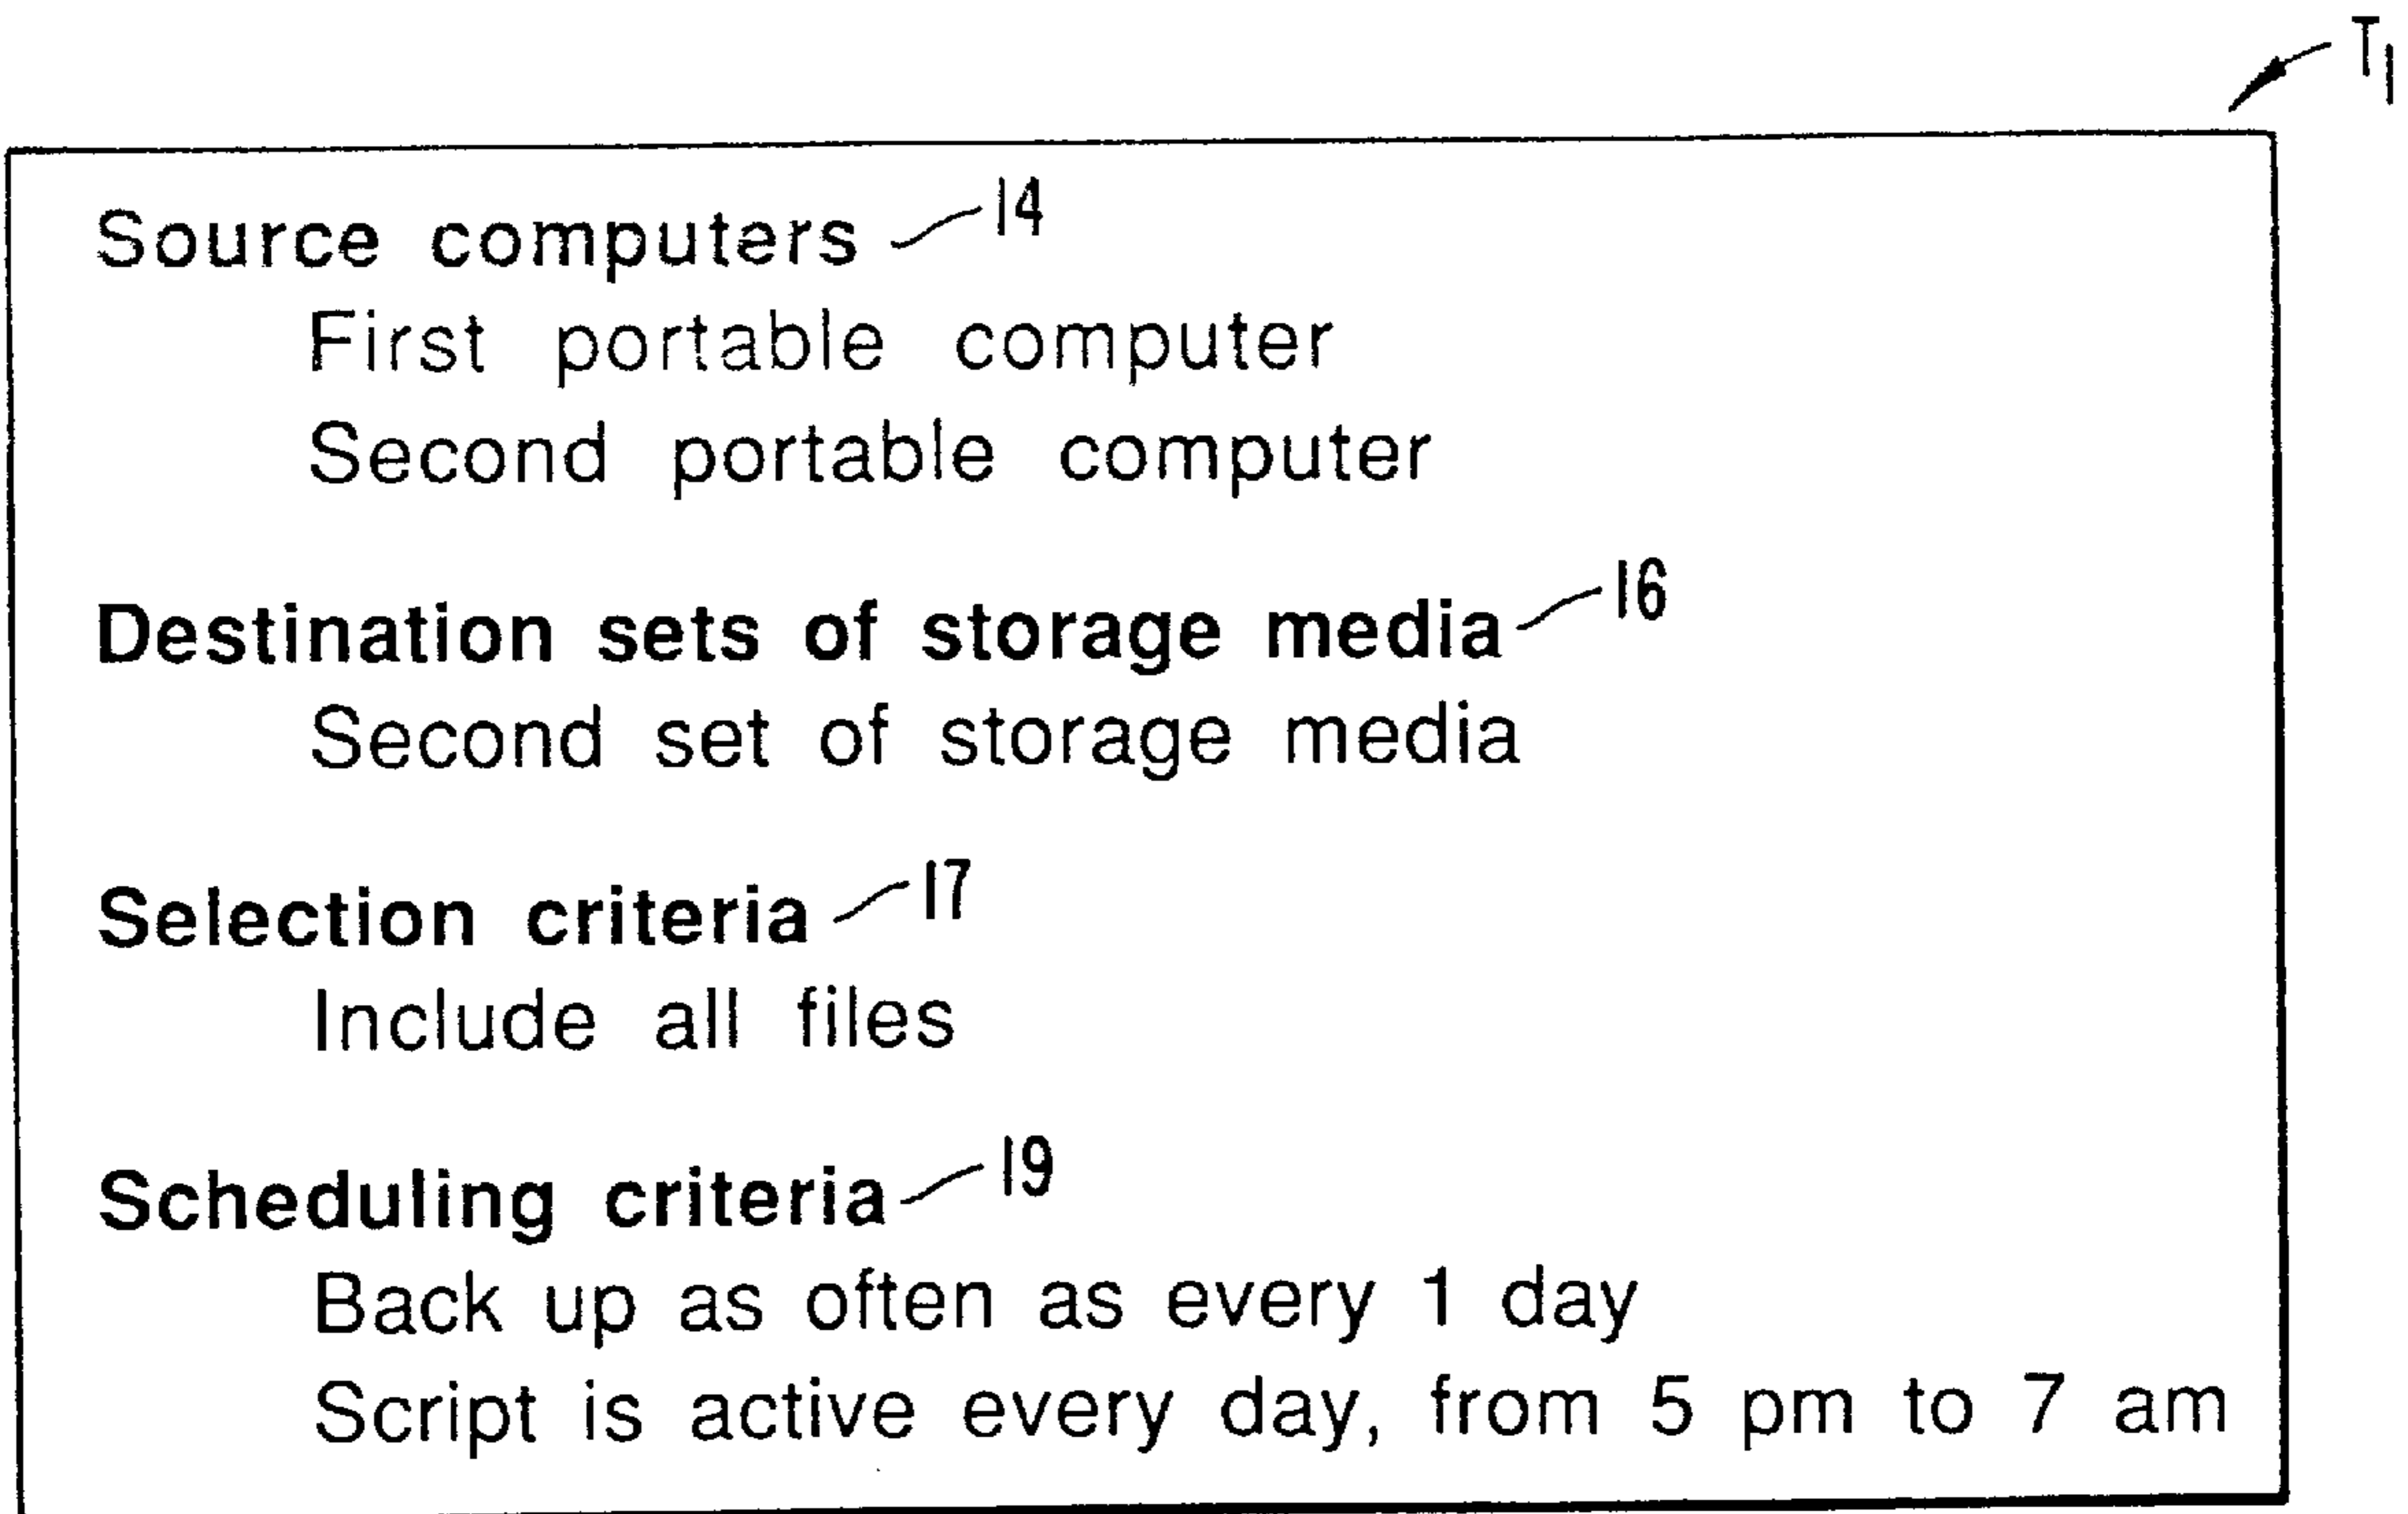 T1
Source computers 14
First portable computer
Second portable computer
Destination sets of storage media 16
Second set of storage media
Selection criteria 17
Include all files
Scheduling criteria 19
Back up as often as every 1 day
Script is active every day, from 5 pm to 7 am